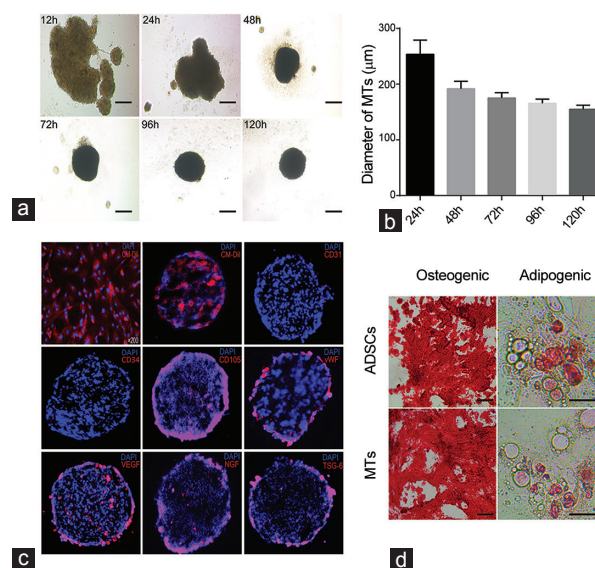 12h
24h
48h
72h
96h
120h
a
Diameter of MTs (μm)
300
200
100
0
24h
48h
72h
96h
120h
b
DAPI
CM-Dil
×200
DAPI
CM-Dil
DAPI
CD31
DAPI
CD34
DAPI
CD105
DAPI
vWF
DAPI
VEGF
DAPI
NGF
DAPI
TSG-6
c
Osteogenic
Adipogenic
ADSCs
MTs
d